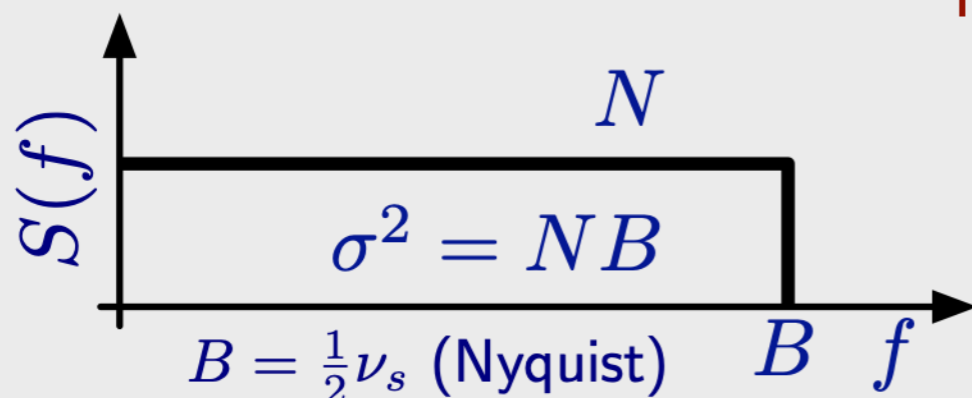 N
S(f)
σ² = NB
B = ½νₛ (Nyquist)
B f